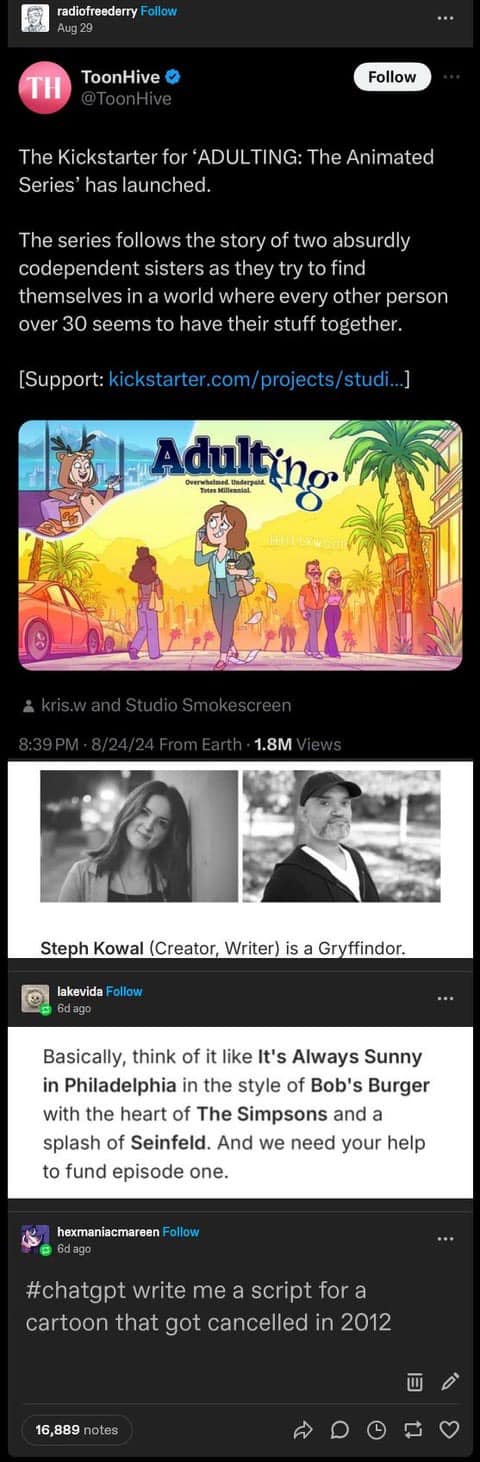 radiofreederry Follow
Aug 29
TH
ToonHive
@ToonHive
Follow
The Kickstarter for ‘ADULTING: The Animated
Series’ has launched.
The series follows the story of two absurdly
codependent sisters as they try to find
themselves in a world where every other person
over 30 seems to have their stuff together.
[Support: kickstarter.com/projects/studi...]
Adulting
Overwhelmed. Underpaid.
Totes Millennial.
kris.w and Studio Smokescreen
8:39 PM · 8/24/24 From Earth · 1.8M Views
Steph Kowal (Creator, Writer) is a Gryffindor.
lakevida Follow
6d ago
Basically, think of it like It's Always Sunny
in Philadelphia in the style of Bob's Burger
with the heart of The Simpsons and a
splash of Seinfeld. And we need your help
to fund episode one.
hexmaniacmareen Follow
6d ago
#chatgpt write me a script for a
cartoon that got cancelled in 2012
16,889 notes